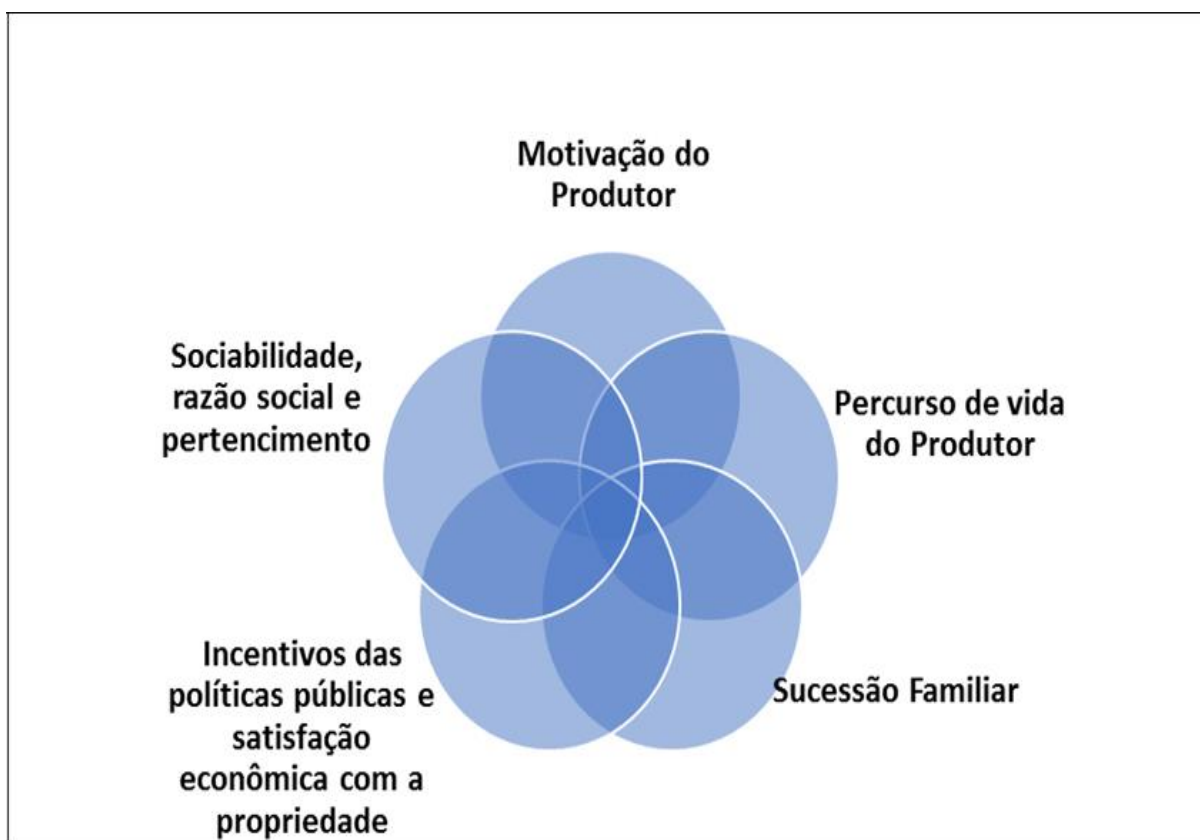 Motivação do
Produtor
Sociabilidade,
razão social e
pertencimento
Percurso de vida
do Produtor
Incentivos das
políticas públicas e
satisfação
econômica com a
propriedade
Sucessão Familiar